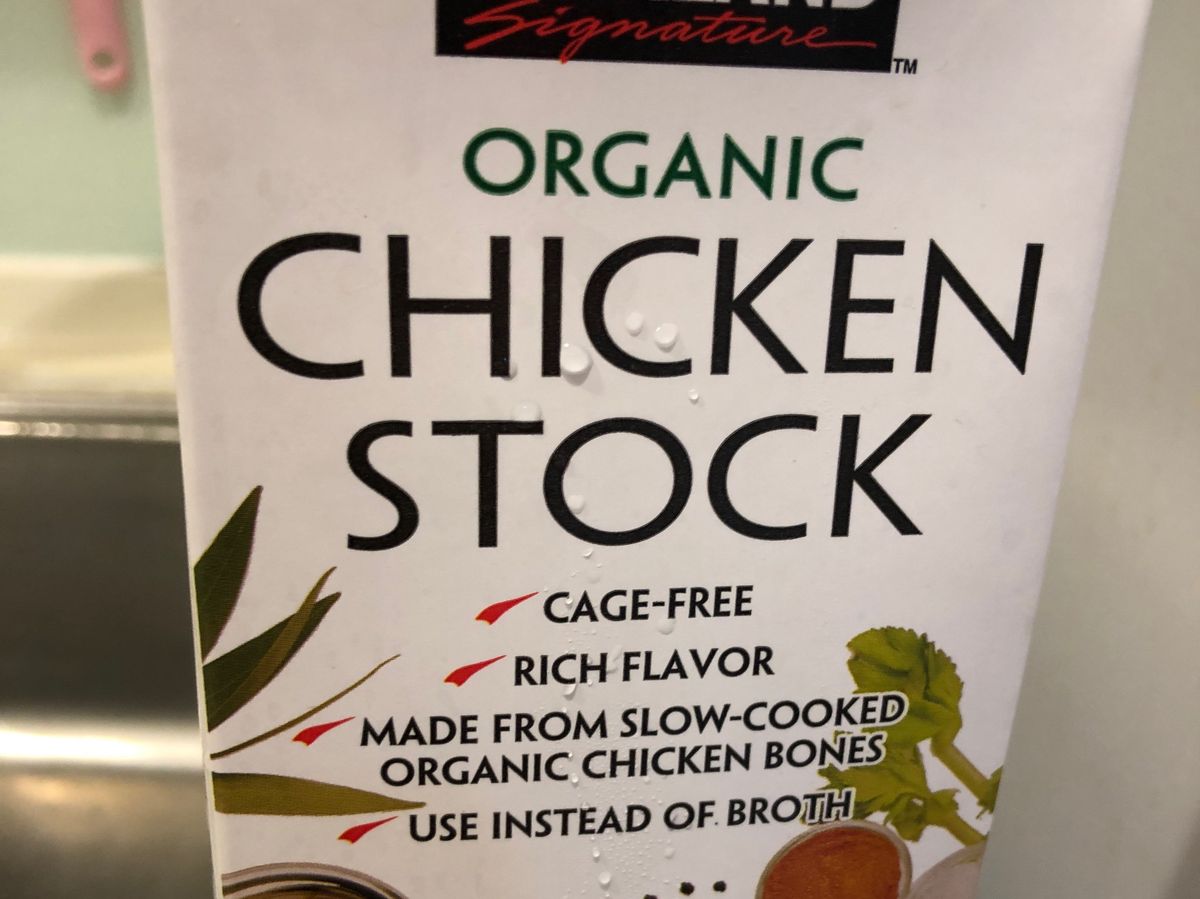 Signature
TM
ORGANIC
CHICKEN
STOCK
CAGE-FREE
RICH FLAVOR
MADE FROM SLOW-COOKED
ORGANIC CHICKEN BONES
USE INSTEAD OF BROTH